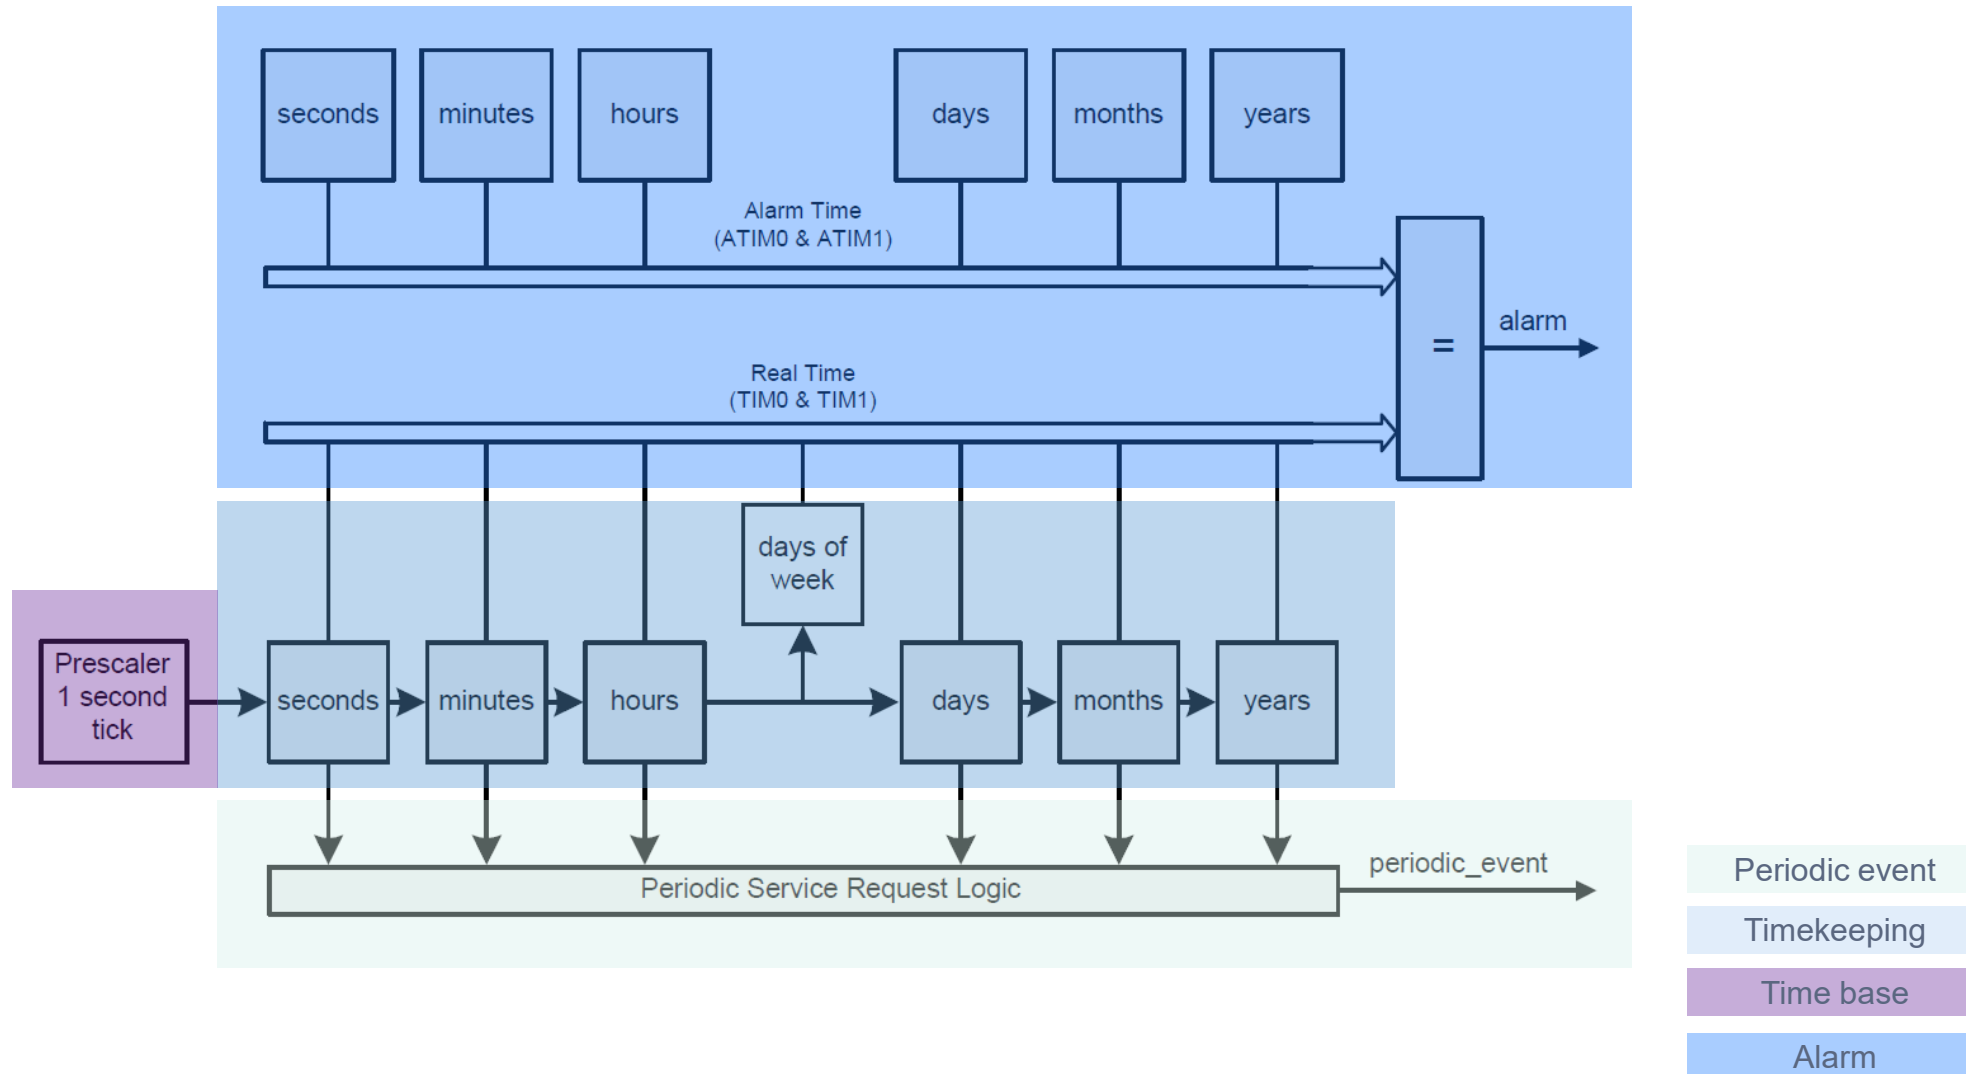 seconds
minutes
hours
days
months
years
Alarm Time
(ATIM0 & ATIM1)
=
alarm
Real Time
(TIM0 & TIM1)
days of
week
Prescaler
1 second
tick
seconds
minutes
hours
days
months
years
periodic_event
Periodic Service Request Logic
Periodic event
Timekeeping
Time base
Alarm